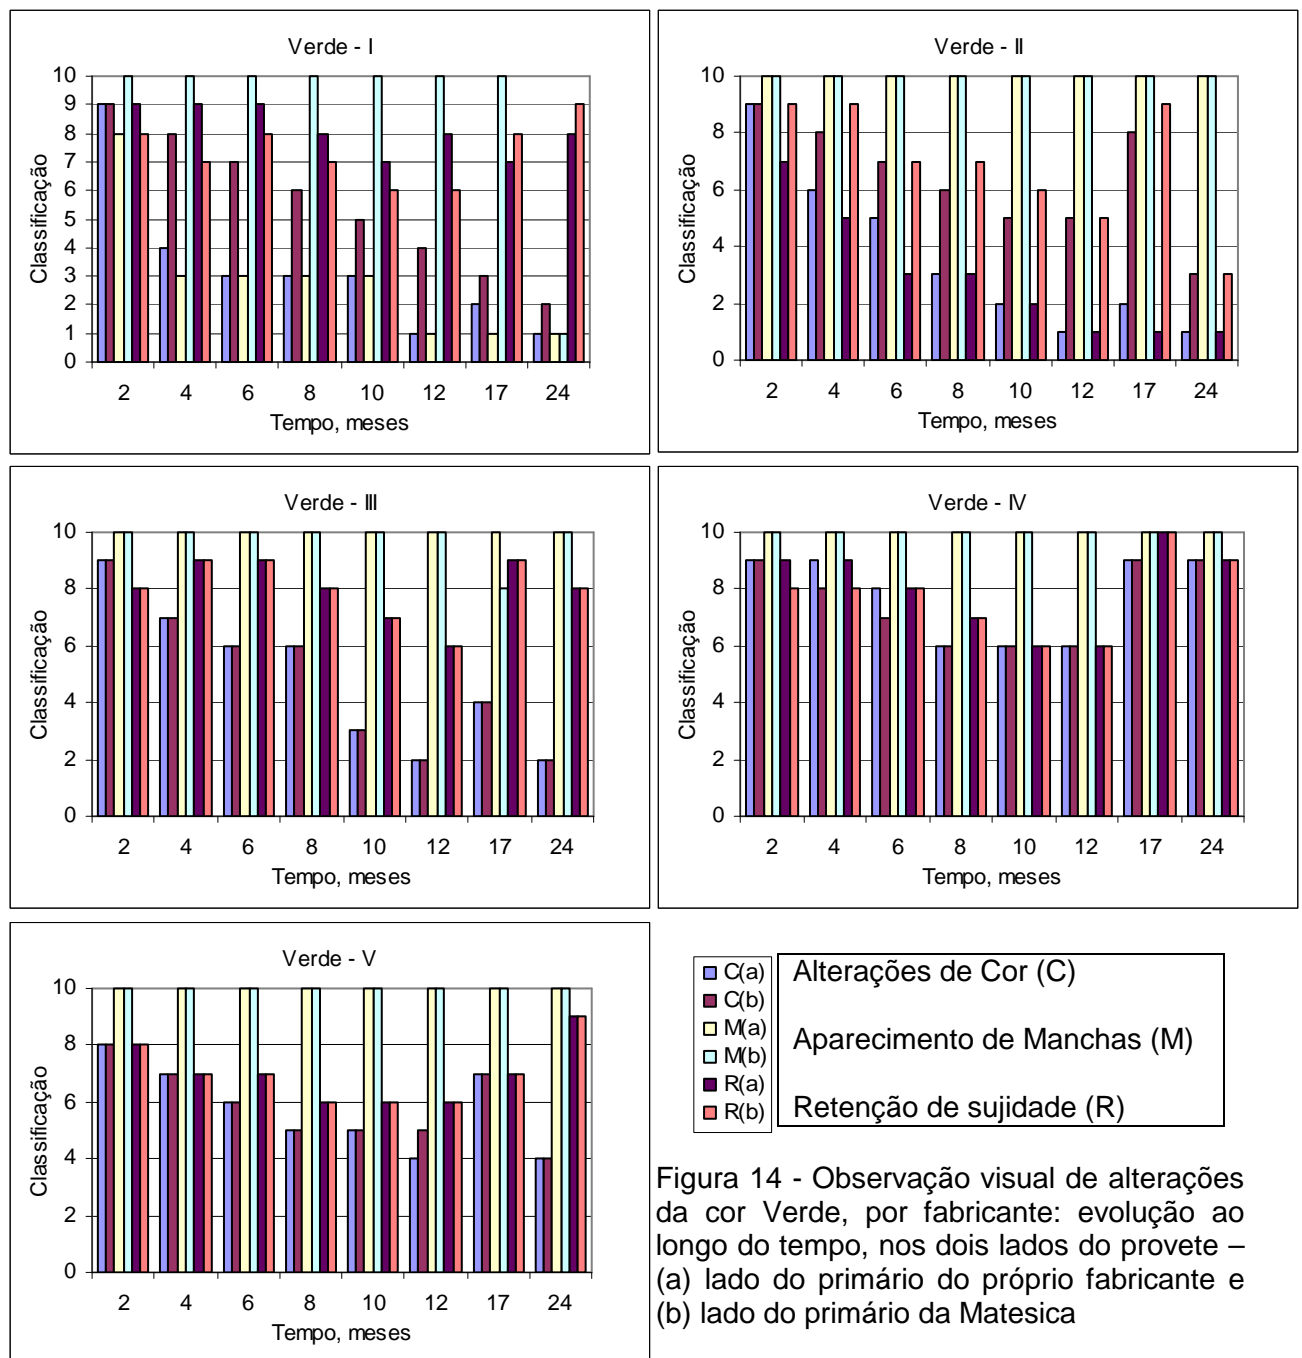 Verde - I
10
9
8
7
6
5
4
3
2
1
0
Classificação
2 4 6 8 10 12 17 24
Tempo, meses
Verde - II
10
8
6
4
2
0
Classificação
2 4 6 8 10 12 17 24
Tempo, meses
Verde - III
10
8
6
4
2
0
Classificação
2 4 6 8 10 12 17 24
Tempo, meses
Verde - IV
10
8
6
4
2
0
Classificação
2 4 6 8 10 12 17 24
Tempo, meses
Verde - V
10
8
6
4
2
0
Classificação
2 4 6 8 10 12 17 24
Tempo, meses
C(a)
C(b)
M(a)
M(b)
R(a)
R(b)
Alterações de Cor (C)
Aparecimento de Manchas (M)
Retenção de sujidade (R)
Figura 14 - Observação visual de alterações
da cor Verde, por fabricante: evolução ao
longo do tempo, nos dois lados do provete –
(a) lado do primário do próprio fabricante e
(b) lado do primário da Matesica